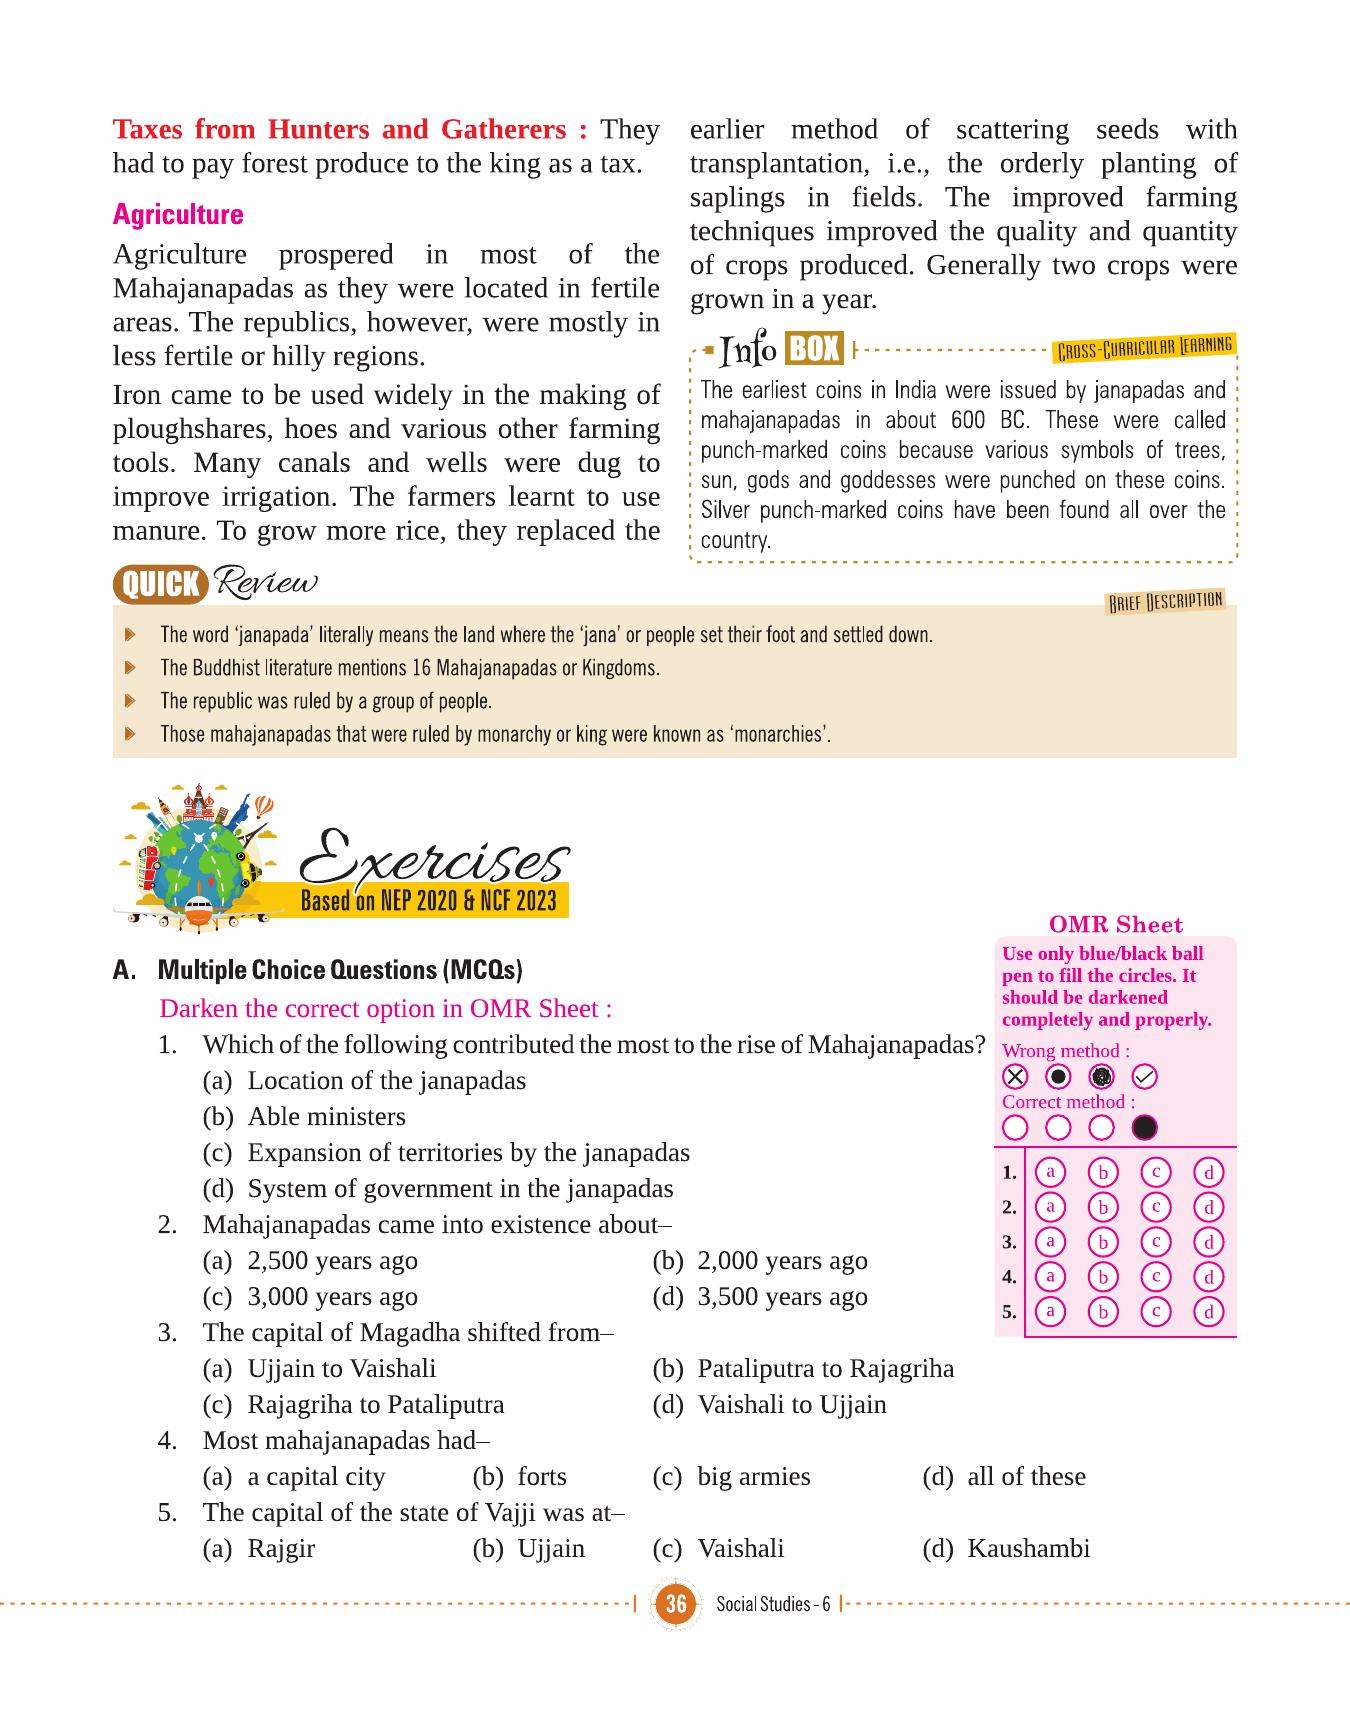 Taxes from Hunters and Gatherers : They
had to pay forest produce to the king as a tax.
Agriculture
Agriculture prospered in most of the
Mahajanapadas as they were located in fertile
areas. The republics, however, were mostly in
less fertile or hilly regions.
Iron came to be used widely in the making of
ploughshares, hoes and various other farming
tools. Many canals and wells were dug to
improve irrigation. The farmers learnt to use
manure. To grow more rice, they replaced the
earlier method of scattering seeds with
transplantation, i.e., the orderly planting of
saplings in fields. The improved farming
techniques improved the quality and quantity
of crops produced. Generally two crops were
grown in a year.
Info BOX
CROSS-CURRICULAR LEARNING
The earliest coins in India were issued by janapadas and
mahajanapadas in about 600 BC. These were called
punch-marked coins because various symbols of trees,
sun, gods and goddesses were punched on these coins.
Silver punch-marked coins have been found all over the
country.
QUICK Review
BRIEF DESCRIPTION
The word ‘janapada’ literally means the land where the ‘jana’ or people set their foot and settled down.
The Buddhist literature mentions 16 Mahajanapadas or Kingdoms.
The republic was ruled by a group of people.
Those mahajanapadas that were ruled by monarchy or king were known as ‘monarchies’.
Exercises
Based on NEP 2020 & NCF 2023
A. Multiple Choice Questions (MCQs)
Darken the correct option in OMR Sheet :
1. Which of the following contributed the most to the rise of Mahajanapadas?
(a) Location of the janapadas
(b) Able ministers
(c) Expansion of territories by the janapadas
(d) System of government in the janapadas
2. Mahajanapadas came into existence about–
(a) 2,500 years ago (b) 2,000 years ago
(c) 3,000 years ago (d) 3,500 years ago
3. The capital of Magadha shifted from–
(a) Ujjain to Vaishali (b) Pataliputra to Rajagriha
(c) Rajagriha to Pataliputra (d) Vaishali to Ujjain
4. Most mahajanapadas had–
(a) a capital city (b) forts (c) big armies (d) all of these
5. The capital of the state of Vajji was at–
(a) Rajgir (b) Ujjain (c) Vaishali (d) Kaushambi
OMR Sheet
Use only blue/black ball
pen to fill the circles. It
should be darkened
completely and properly.
Wrong method :
Correct method :
1. a b c d
2. a b c d
3. a b c d
4. a b c d
5. a b c d
36 Social Studies - 6